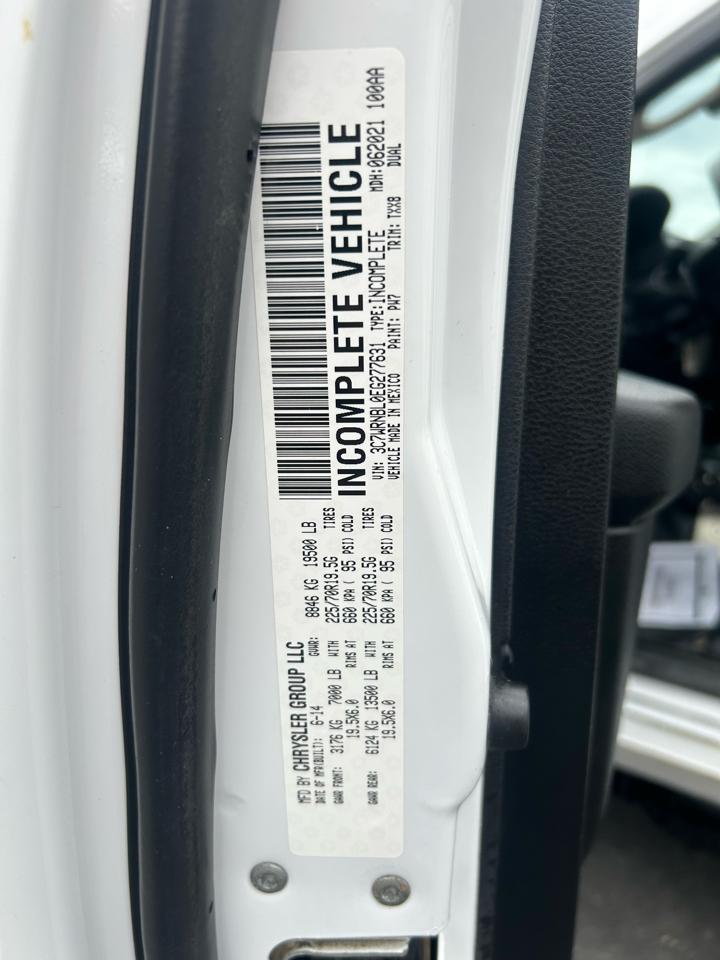 MFD BY CHRYSLER GROUP LLC
DATE OF MFR(BUILT): 6-14 GVWR: 8846 KG 19500 LB
GAWR FRONT: 3176 KG 7000 LB WITH 225/70R19.5G TIRES
19.5X6.0 RIMS AT 660 KPA ( 95 PSI) COLD
GAWR REAR: 6124 KG 13500 LB WITH 225/70R19.5G TIRES
19.5X6.0 RIMS AT 660 KPA ( 95 PSI) COLD
INCOMPLETE VEHICLE
VIN: 3C7WRNBL0EG277631 TYPE:INCOMPLETE MDH:062021 100AA
VEHICLE MADE IN MEXICO PAINT: PW7 TRIM: TXX8 DUAL